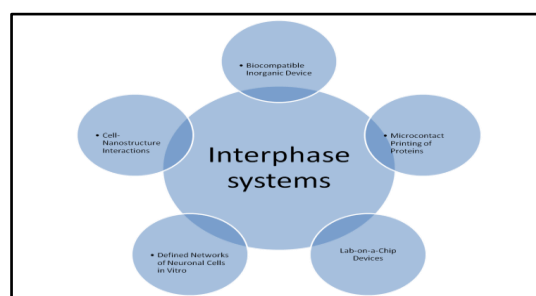 • Biocompatible
Inorganic Device
• Cell-
Nanostructure
Interactions
• Microcontact
Printing of
Proteins
Interphase
systems
• Defined Networks
of Neuronal Cells
in Vitro
Lab-on-a-Chip
Devices